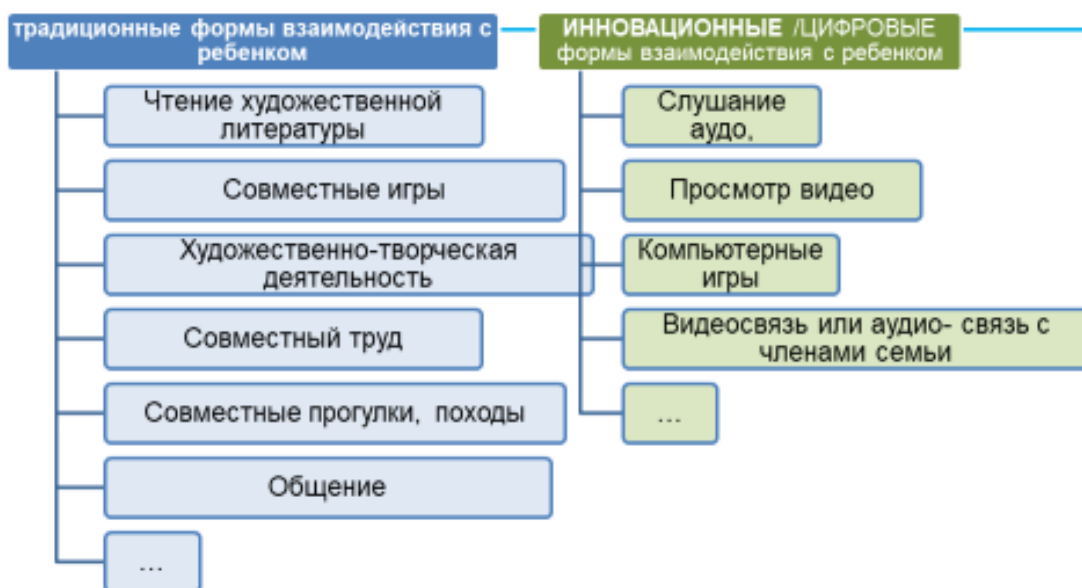 традиционные формы взаимодействия с
ребенком
Чтение художественной
литературы
Совместные игры
Художественно-творческая
деятельность
Совместный труд
Совместные прогулки, походы
Общение
...
ИННОВАЦИОННЫЕ /ЦИФРОВЫЕ
формы взаимодействия с ребенком
Слушание
аудо,
Просмотр видео
Компьютерные
игры
Видеосвязь или аудио- связь с
членами семьи
...